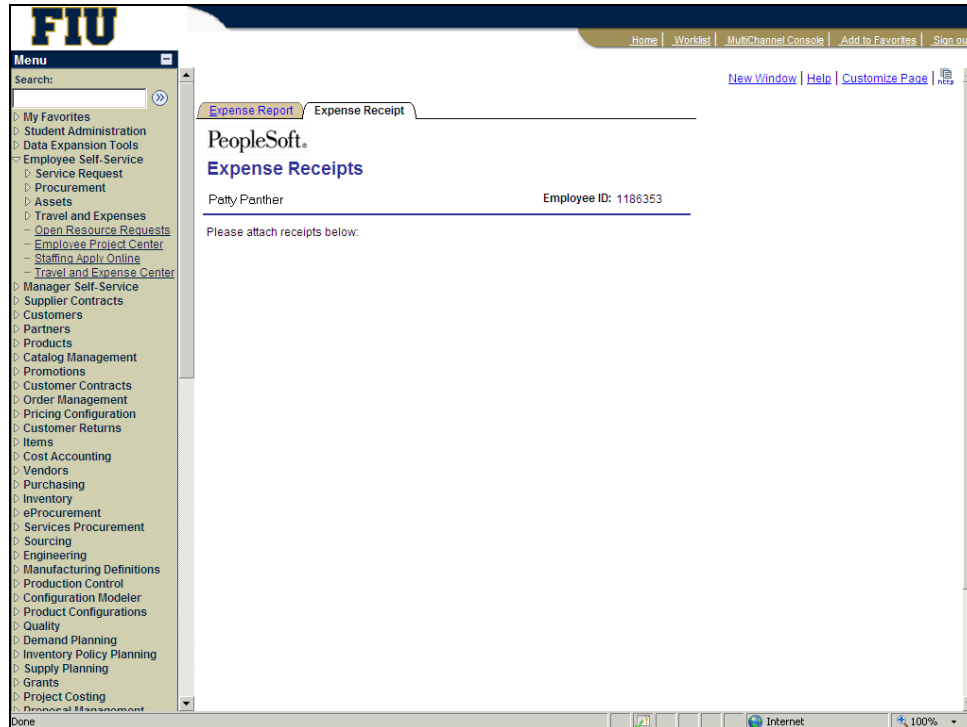 FIU
Home | Worklist | MultiChannel Console | Add to Favorites | Sign ou
Menu
Search:
New Window | Help | Customize Page | http
My Favorites
Student Administration
Data Expansion Tools
Employee Self-Service
Service Request
Procurement
Assets
Travel and Expenses
– Open Resource Requests
– Employee Project Center
– Staffing Apply Online
– Travel and Expense Center
Manager Self-Service
Supplier Contracts
Customers
Partners
Products
Catalog Management
Promotions
Customer Contracts
Order Management
Pricing Configuration
Customer Returns
Items
Cost Accounting
Vendors
Purchasing
Inventory
eProcurement
Services Procurement
Sourcing
Engineering
Manufacturing Definitions
Production Control
Configuration Modeler
Product Configurations
Quality
Demand Planning
Inventory Policy Planning
Supply Planning
Grants
Project Costing
Proposal Management
Expense Report Expense Receipt
PeopleSoft.
Expense Receipts
Patty Panther Employee ID: 1186353
Please attach receipts below:
Done Internet 100%